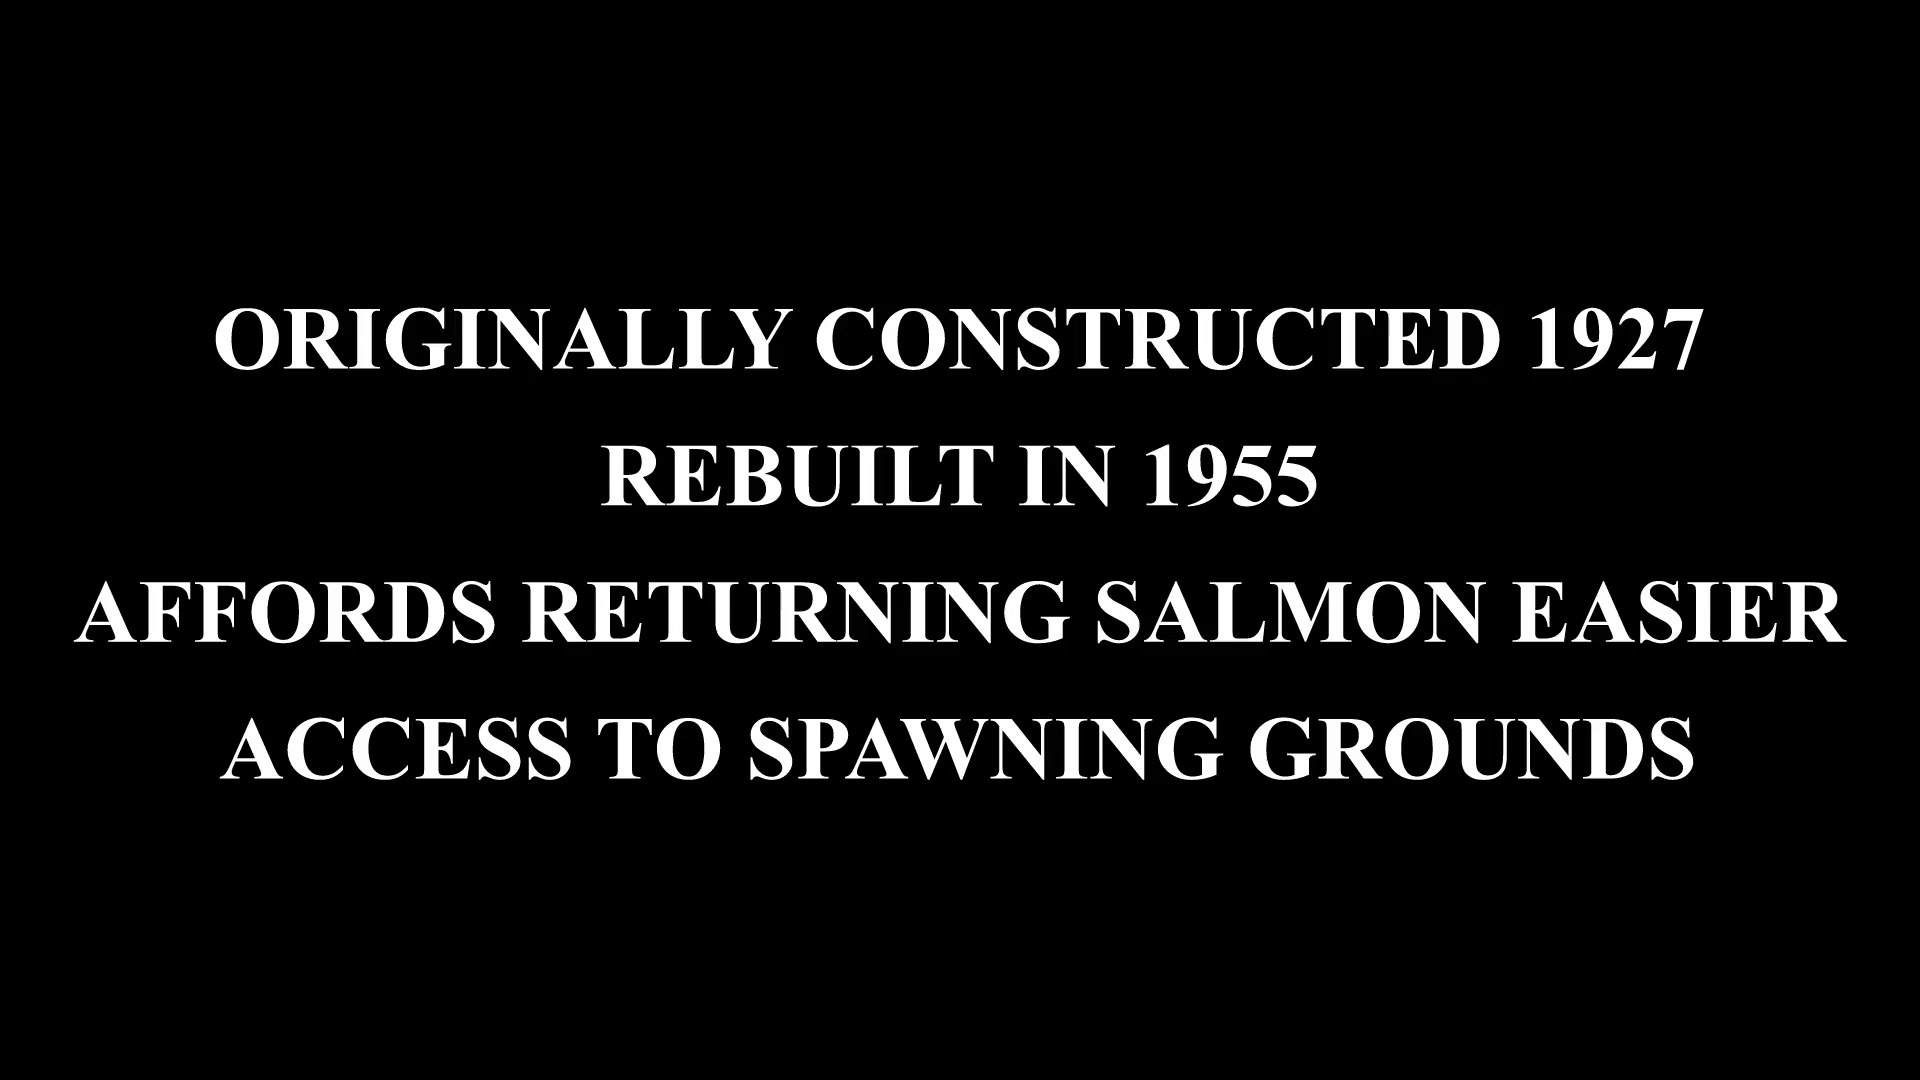 ORIGINALLY CONSTRUCTED 1927
REBUILT IN 1955
AFFORDS RETURNING SALMON EASIER
ACCESS TO SPAWNING GROUNDS